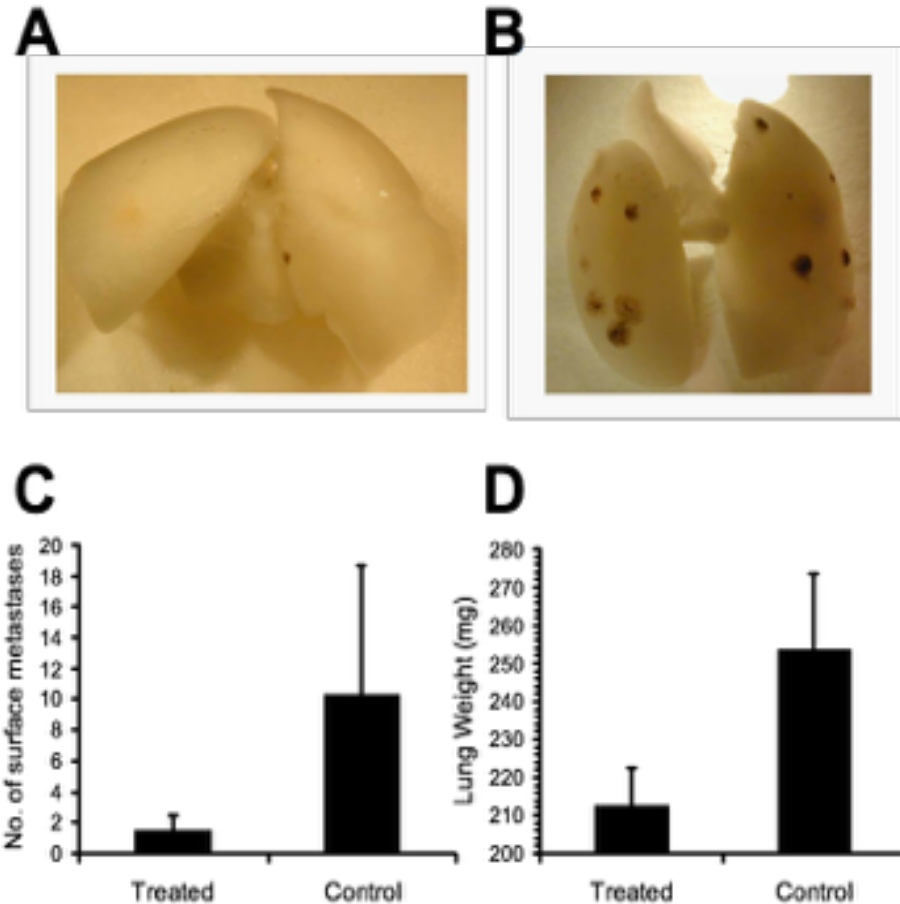 A
B
C
No. of surface metastases
20
18
16
14
12
10
8
6
4
2
0
Treated
Control
D
Lung Weight (mg)
280
270
260
250
240
230
220
210
200
Treated
Control